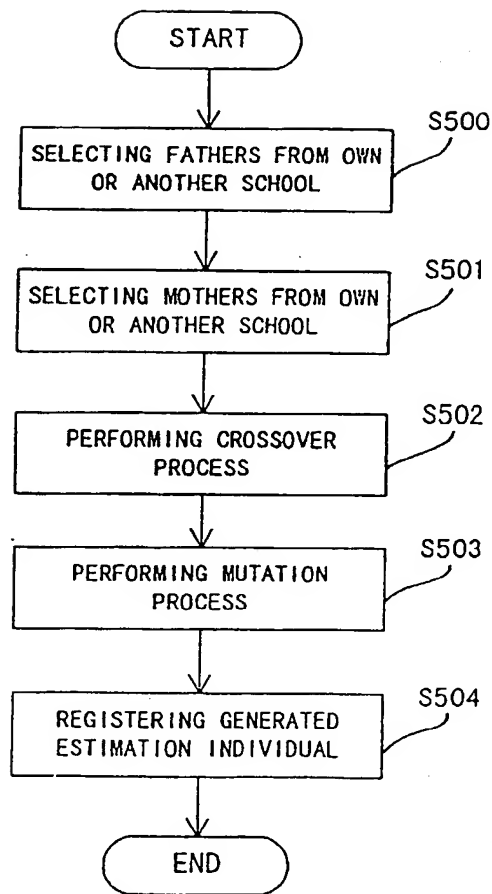 START
S500
SELECTING FATHERS FROM OWN
OR ANOTHER SCHOOL
S501
SELECTING MOTHERS FROM OWN
OR ANOTHER SCHOOL
S502
PERFORMING CROSSOVER
PROCESS
S503
PERFORMING MUTATION
PROCESS
S504
REGISTERING GENERATED
ESTIMATION INDIVIDUAL
END